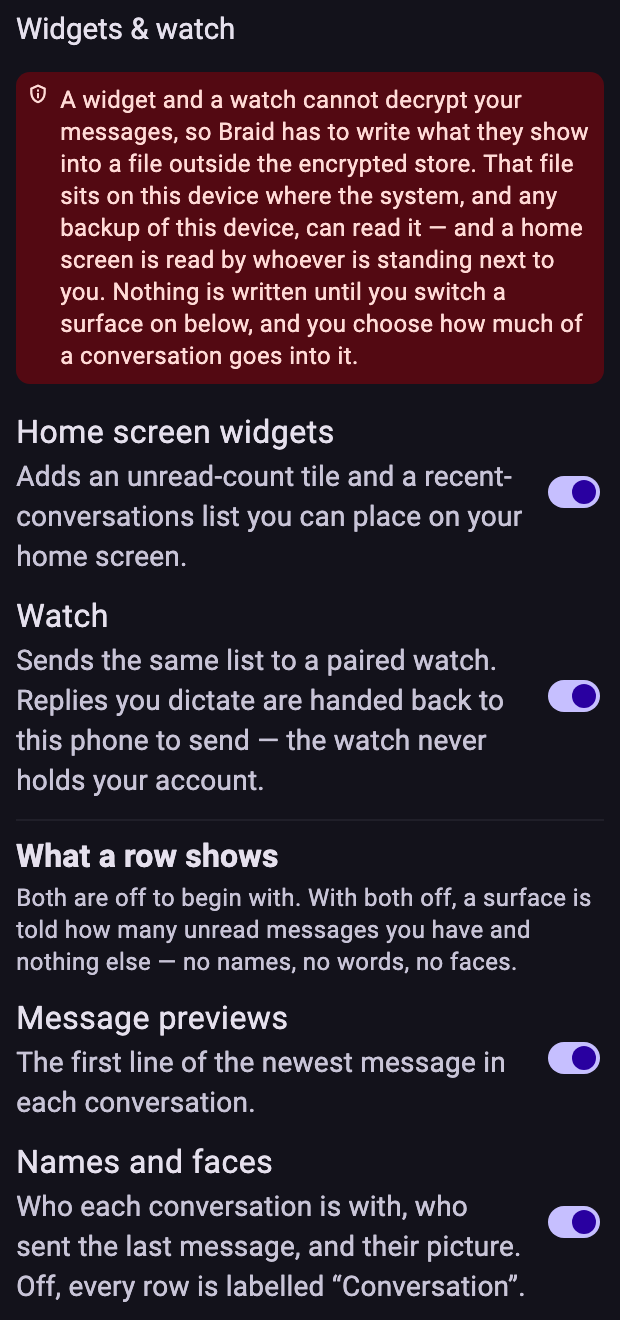 Widgets & watch
A widget and a watch cannot decrypt your
messages, so Braid has to write what they show
into a file outside the encrypted store. That file
sits on this device where the system, and any
backup of this device, can read it — and a home
screen is read by whoever is standing next to
you. Nothing is written until you switch a
surface on below, and you choose how much of
a conversation goes into it.
Home screen widgets
Adds an unread-count tile and a recent-
conversations list you can place on your
home screen.
Watch
Sends the same list to a paired watch.
Replies you dictate are handed back to
this phone to send — the watch never
holds your account.
What a row shows
Both are off to begin with. With both off, a surface is
told how many unread messages you have and
nothing else — no names, no words, no faces.
Message previews
The first line of the newest message in
each conversation.
Names and faces
Who each conversation is with, who
sent the last message, and their picture.
Off, every row is labelled “Conversation”.